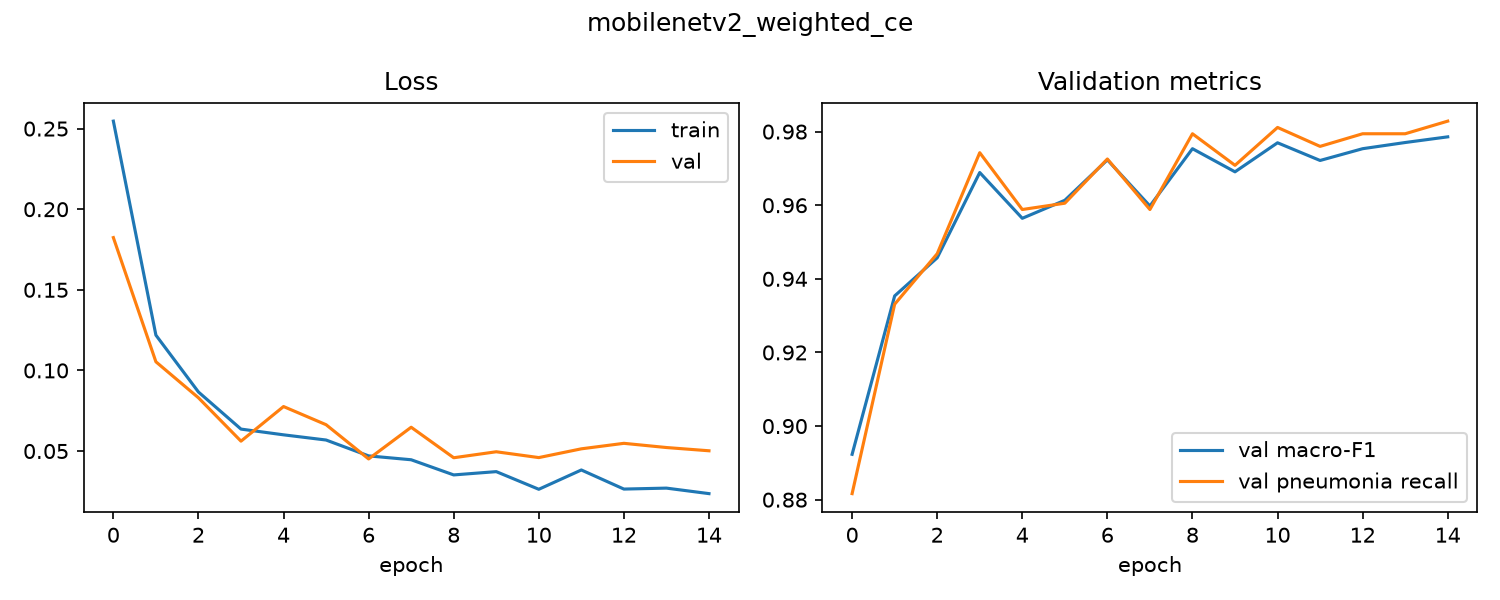 mobilenetv2_weighted_ce
Loss
0.25
0.20
0.15
0.10
0.05
train
val
0 2 4 6 8 10 12 14
epoch
Validation metrics
0.98
0.96
0.94
0.92
0.90
0.88
val macro-F1
val pneumonia recall
0 2 4 6 8 10 12 14
epoch